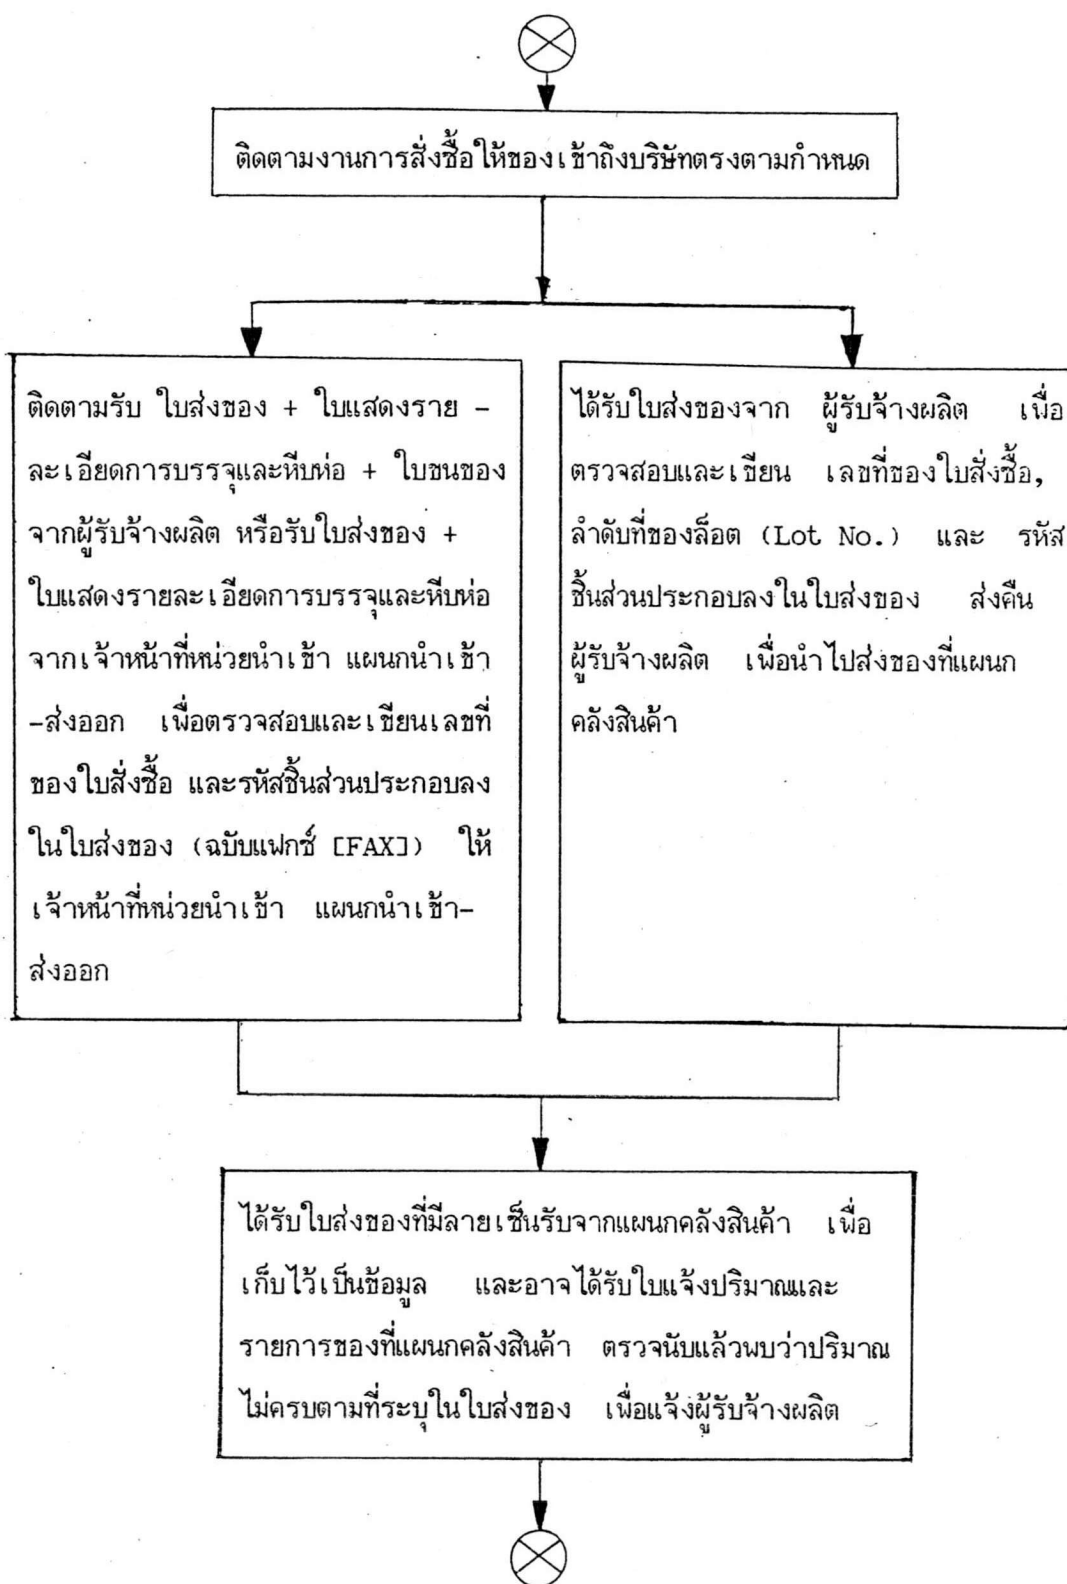 ติดตามงานการสั่งซื้อให้ของเข้าถึงบริษัทตรงตามกำหนด
ติดตามรับ ใบส่งของ + ใบแสดงราย -
ละเอียดการบรรจุและหีบห่อ + ใบขนของ
จากผู้รับจ้างผลิต หรือรับใบส่งของ +
ใบแสดงรายละเอียดการบรรจุและหีบห่อ
จากเจ้าหน้าที่หน่วยนำเข้า แผนกนำเข้า
-ส่งออก เพื่อตรวจสอบและเขียนเลขที่
ของใบสั่งซื้อ และรหัสชิ้นส่วนประกอบลง
ในใบส่งของ (ฉบับแฟกซ์ [FAX]) ให้
เจ้าหน้าที่หน่วยนำเข้า แผนกนำเข้า-
ส่งออก
ได้รับใบส่งของจาก ผู้รับจ้างผลิต เพื่อ
ตรวจสอบและเขียน เลขที่ของใบสั่งซื้อ,
ลำดับที่ของล็อต (Lot No.) และ รหัส
ชิ้นส่วนประกอบลงในใบส่งของ ส่งคืน
ผู้รับจ้างผลิต เพื่อนำไปส่งของที่แผนก
คลังสินค้า
ได้รับใบส่งของที่มีลายเซ็นรับจากแผนกคลังสินค้า เพื่อ
เก็บไว้เป็นข้อมูล และอาจได้รับใบแจ้งปริมาณและ
รายการของที่แผนกคลังสินค้า ตรวจนับแล้วพบว่าปริมาณ
ไม่ครบตามที่ระบุในใบส่งของ เพื่อแจ้งผู้รับจ้างผลิต